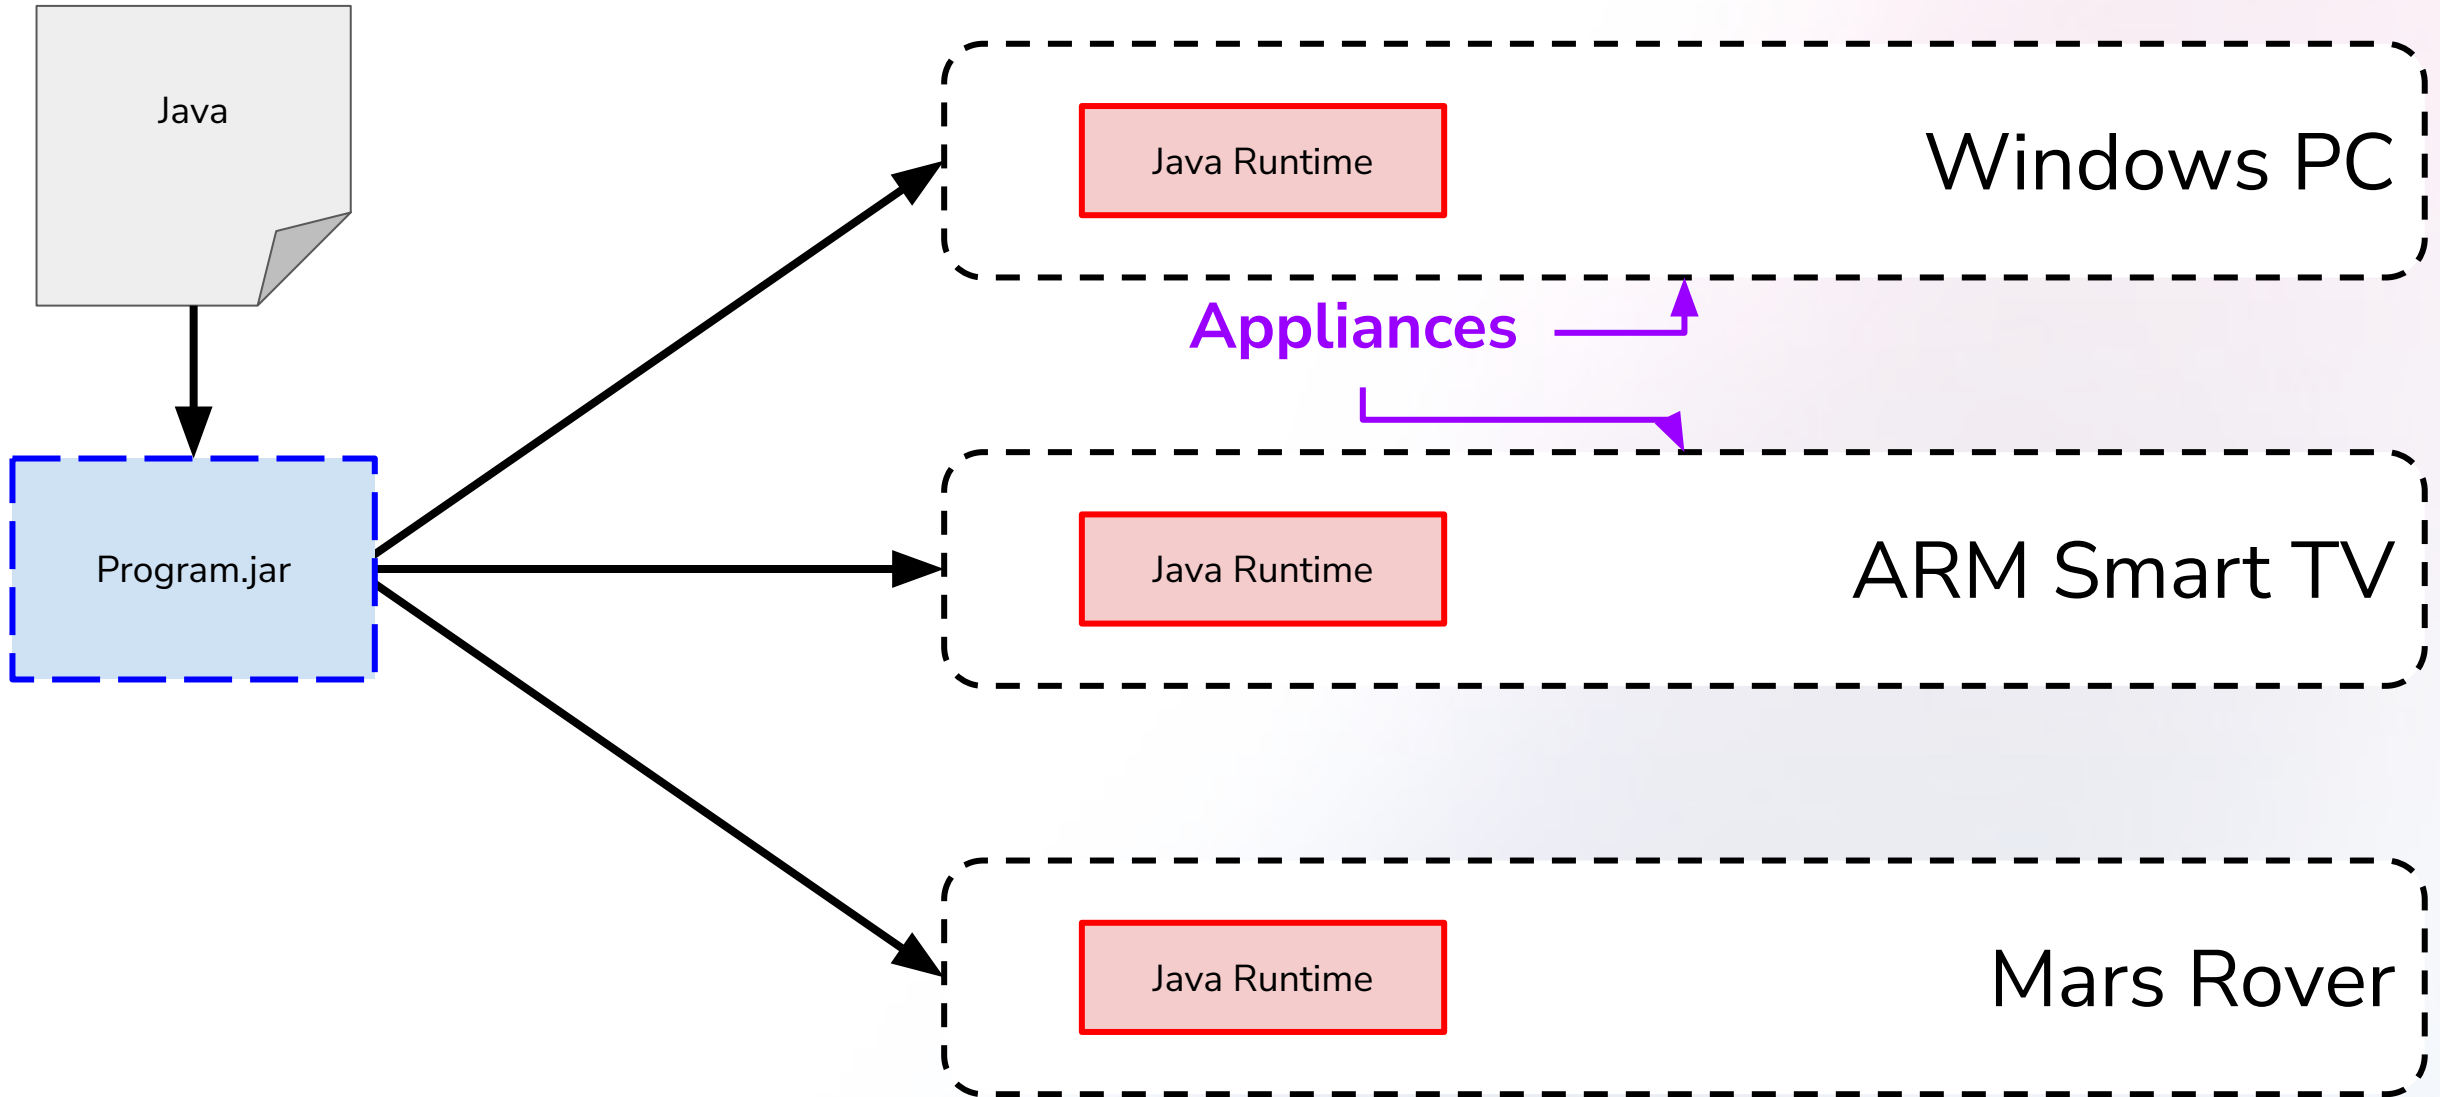 Java
Java Runtime
Windows PC
Appliances
Program.jar
Java Runtime
ARM Smart TV
Java Runtime
Mars Rover